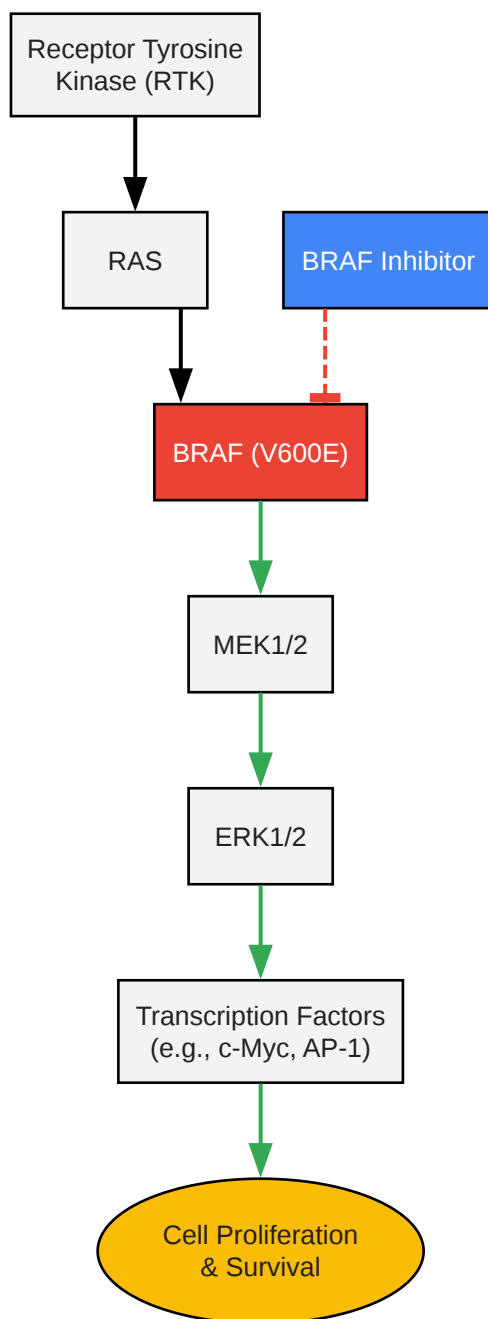 Receptor Tyrosine
Kinase (RTK)
RAS
BRAF Inhibitor
BRAF (V600E)
MEK1/2
ERK1/2
Transcription Factors
(e.g., c-Myc, AP-1)
Cell Proliferation
& Survival